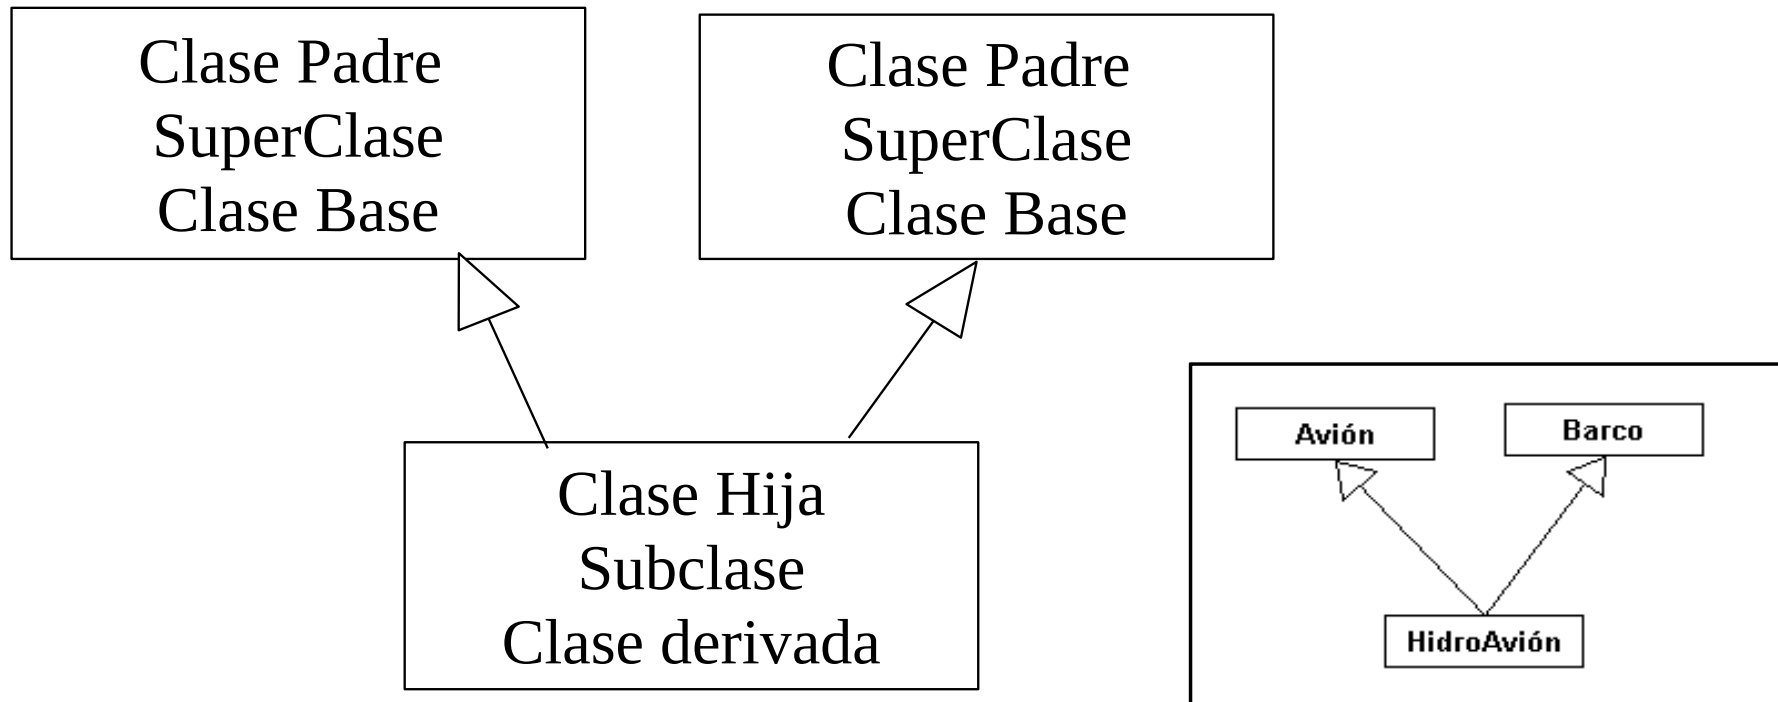 Clase Padre
SuperClase
Clase Base
Clase Padre
SuperClase
Clase Base
Clase Hija
Subclase
Clase derivada
Avión
Barco
HidroAvión